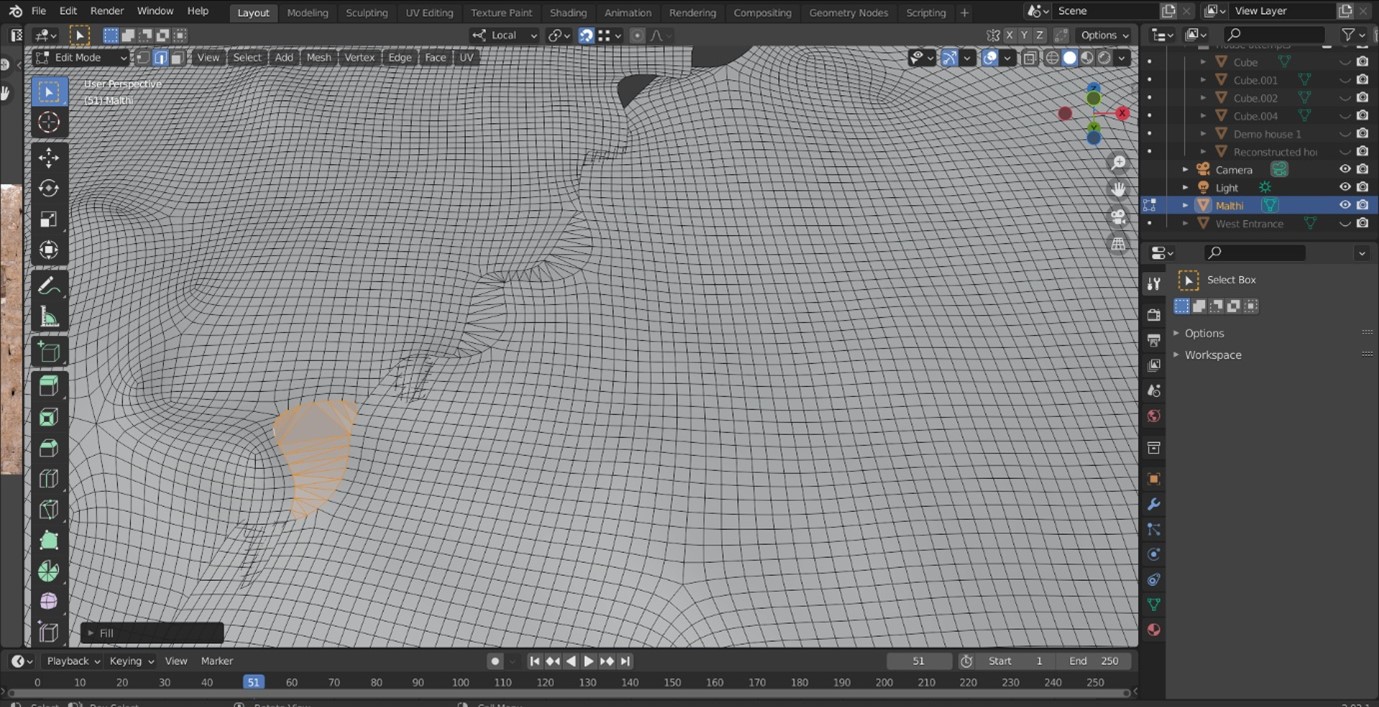 File Edit Render Window Help Layout Modeling Sculpting UV Editing Texture Paint Shading Animation Rendering Compositing Geometry Nodes Scripting + Scene View Layer
Local X Y Z Options
Edit Mode View Select Add Mesh Vertex Edge Face UV
User Perspective
(51) Malthi
Z
X
Y
Cube
Cube.001
Cube.002
Cube.004
Demo house 1
Reconstructed ho
Camera
Light
Malthi
West Entrance
Select Box
Options
Workspace
Fill
Playback Keying View Marker 51 Start 1 End 250
0 10 20 30 40 51 60 70 80 90 100 110 120 130 140 150 160 170 180 190 200 210 220 230 240 250